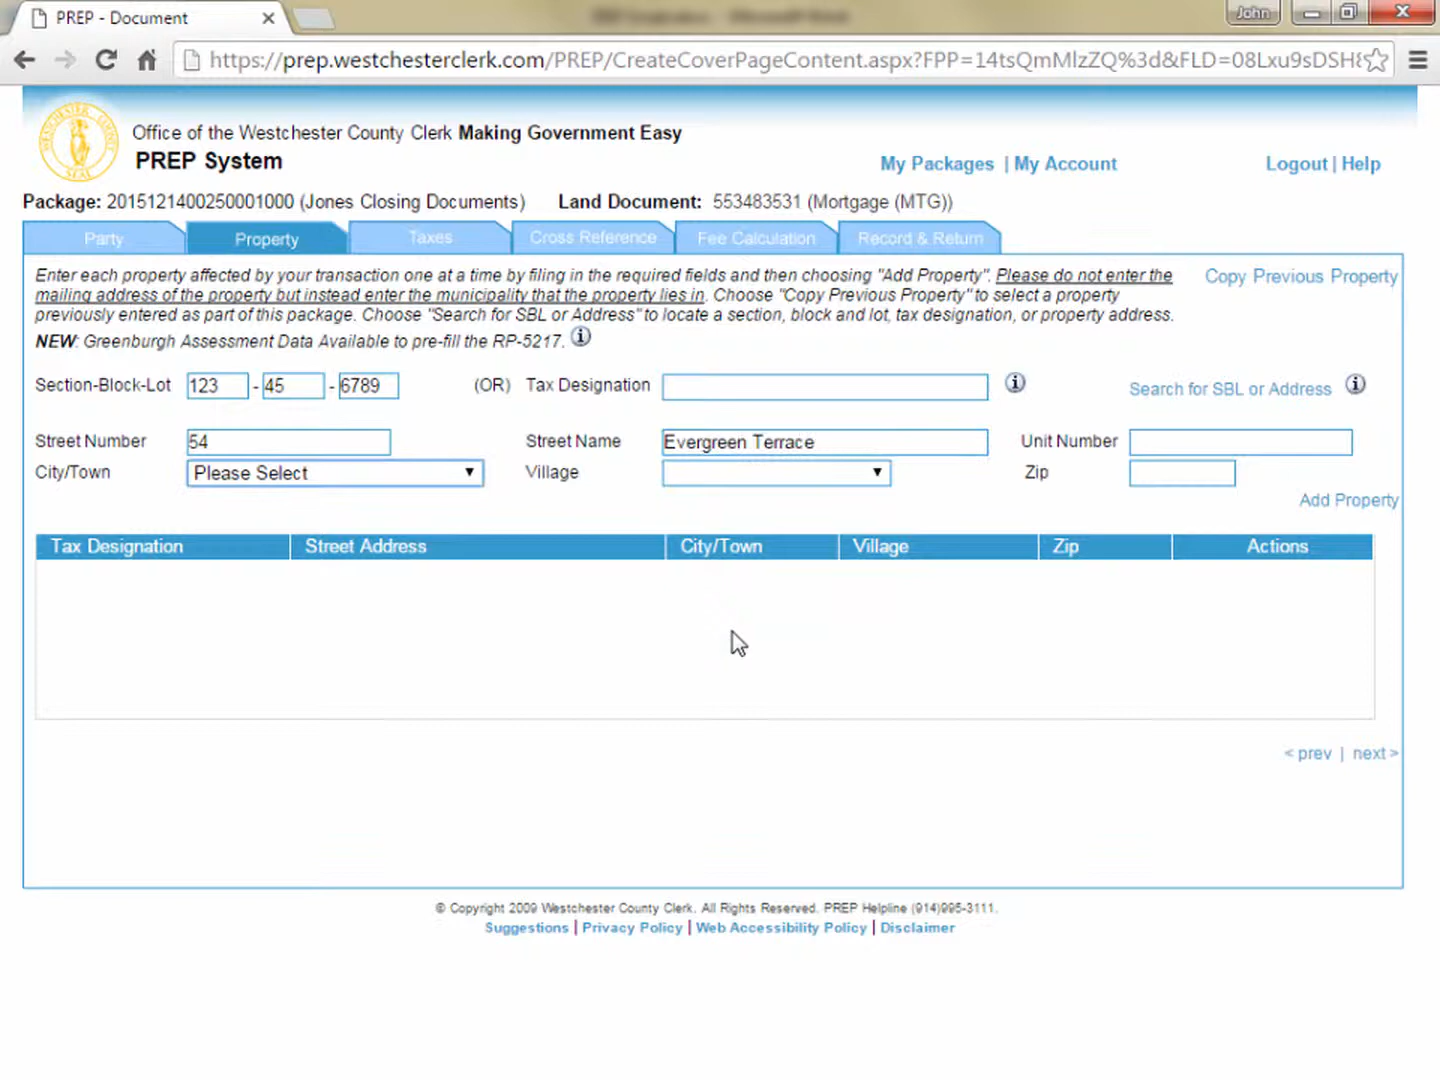 PREP - Document
John
https://prep.westchesterclerk.com/PREP/CreateCoverPageContent.aspx?FPP=14tsQmMlzZQ%3d&FLD=08Lxu9sDSH
Office of the Westchester County Clerk Making Government Easy
PREP System
My Packages | My Account
Logout | Help
Package: 2015121400250001000 (Jones Closing Documents) Land Document: 553483531 (Mortgage (MTG))
Party Property Taxes Cross Reference Fee Calculation Record & Return
Enter each property affected by your transaction one at a time by filing in the required fields and then choosing "Add Property". Please do not enter the
Copy Previous Property
mailing address of the property but instead enter the municipality that the property lies in. Choose "Copy Previous Property" to select a property
previously entered as part of this package. Choose "Search for SBL or Address" to locate a section, block and lot, tax designation, or property address.
NEW: Greenburgh Assessment Data Available to pre-fill the RP-5217.
Section-Block-Lot 123 - 45 - 6789 (OR) Tax Designation Search for SBL or Address
Street Number 54 Street Name Evergreen Terrace Unit Number
City/Town Please Select Village Zip
Add Property
Tax Designation Street Address City/Town Village Zip Actions
< prev | next >
© Copyright 2009 Westchester County Clerk. All Rights Reserved. PREP Helpline (914)995-3111.
Suggestions | Privacy Policy | Web Accessibility Policy | Disclaimer